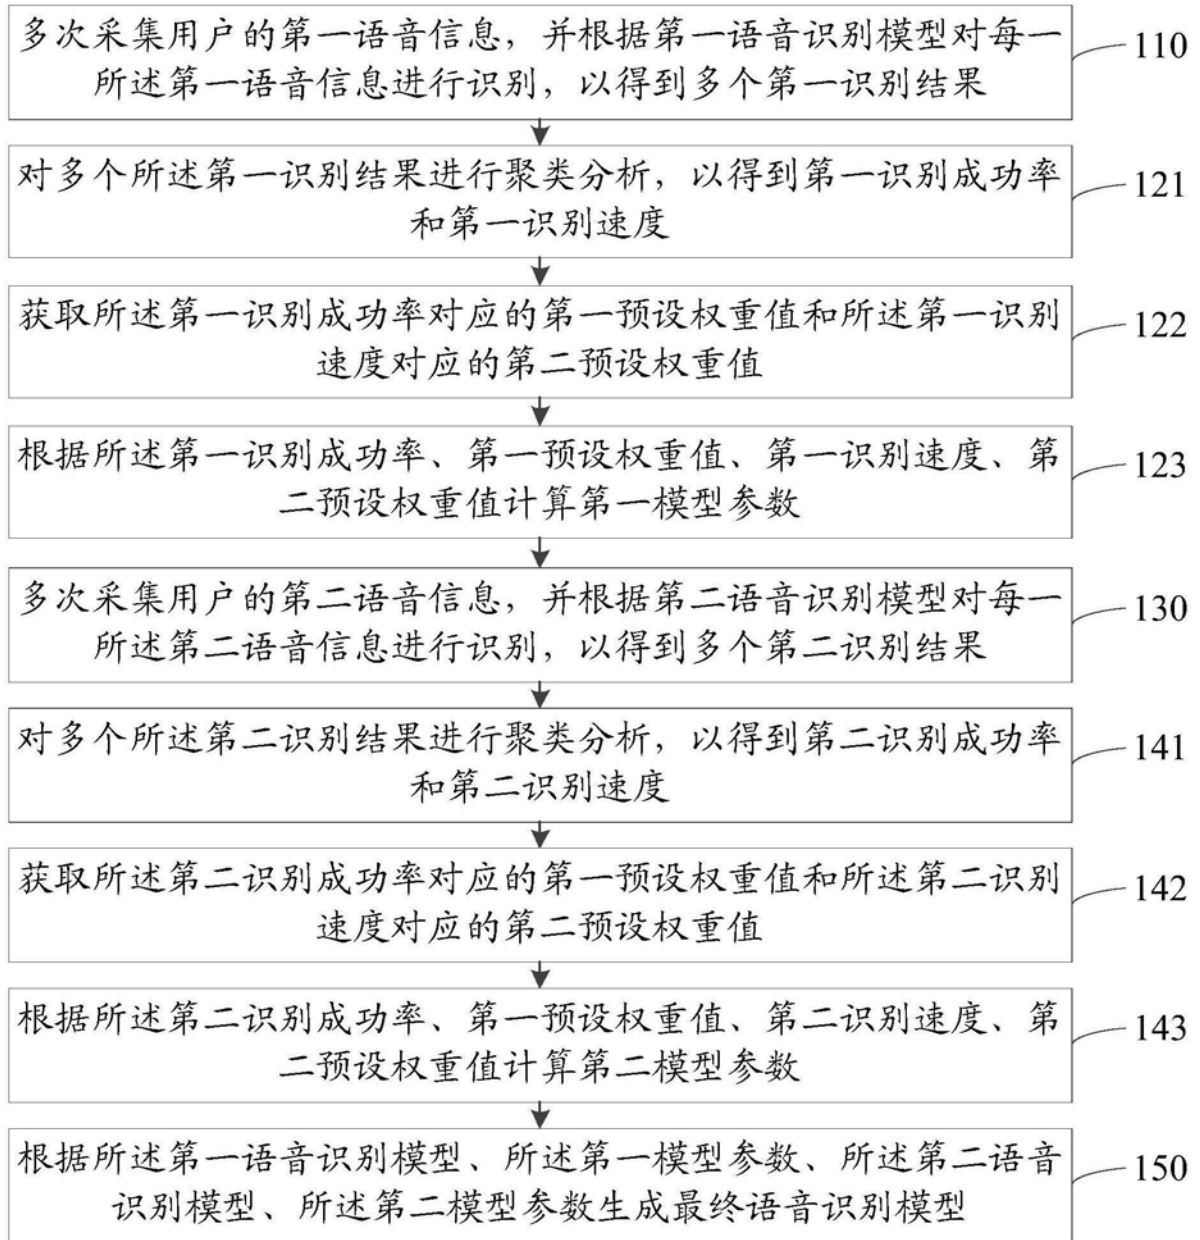 多次采集用户的第一语音信息，并根据第一语音识别模型对每一
所述第一语音信息进行识别，以得到多个第一识别结果
110
对多个所述第一识别结果进行聚类分析，以得到第一识别成功率
和第一识别速度
121
获取所述第一识别成功率对应的第一预设权重值和所述第一识别
速度对应的第二预设权重值
122
根据所述第一识别成功率、第一预设权重值、第一识别速度、第
二预设权重值计算第一模型参数
123
多次采集用户的第二语音信息，并根据第二语音识别模型对每一
所述第二语音信息进行识别，以得到多个第二识别结果
130
对多个所述第二识别结果进行聚类分析，以得到第二识别成功率
和第二识别速度
141
获取所述第二识别成功率对应的第一预设权重值和所述第二识别
速度对应的第二预设权重值
142
根据所述第二识别成功率、第一预设权重值、第二识别速度、第
二预设权重值计算第二模型参数
143
根据所述第一语音识别模型、所述第一模型参数、所述第二语音
识别模型、所述第二模型参数生成最终语音识别模型
150